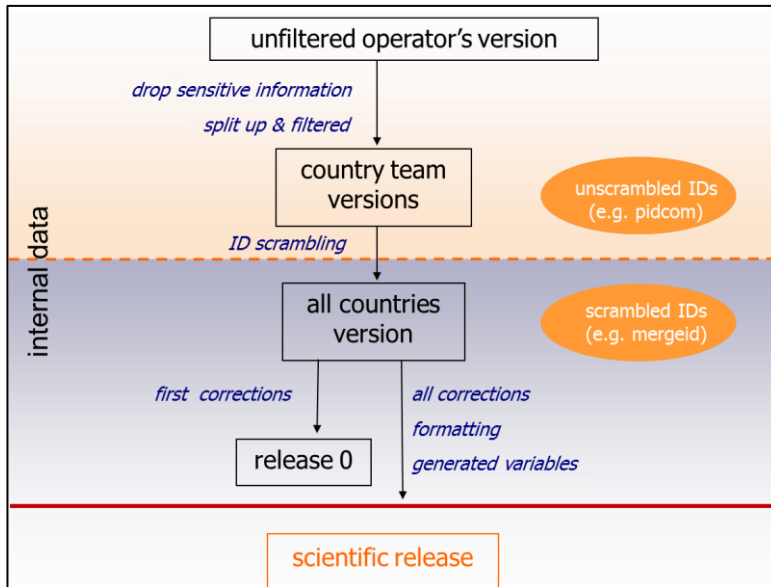 unfiltered operator's version
drop sensitive information
split up & filtered
country team
versions
unscrambled IDs
(e.g. pidcom)
ID scrambling
internal data
all countries
version
scrambled IDs
(e.g. mergeid)
first corrections
all corrections
formatting
release 0
generated variables
scientific release